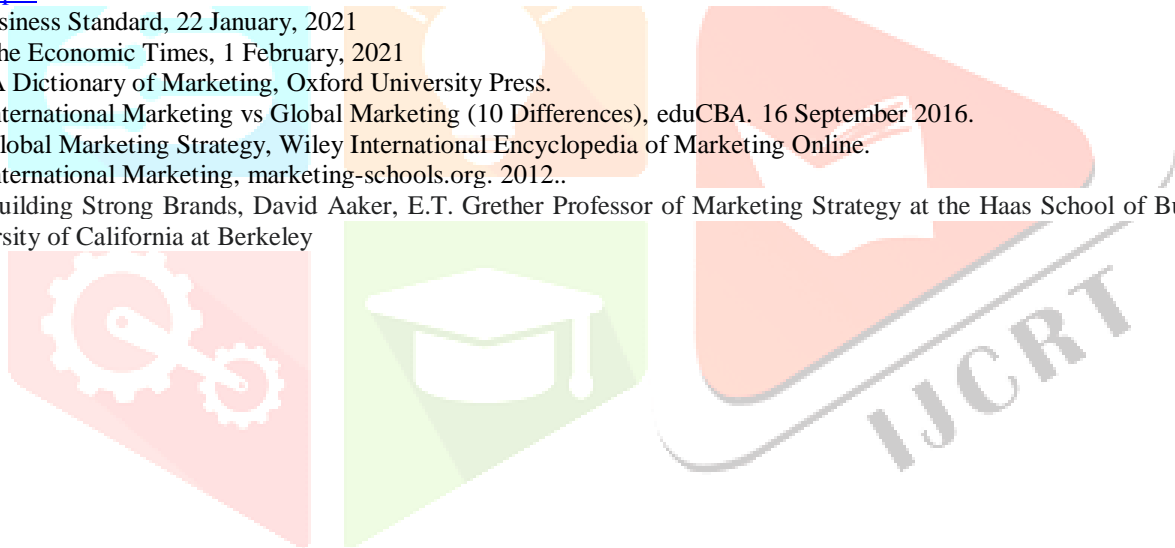 siness Standard, 22 January, 2021
he Economic Times, 1 February, 2021
A Dictionary of Marketing, Oxford University Press.
nternational Marketing vs Global Marketing (10 Differences), eduCBA. 16 September 2016.
lobal Marketing Strategy, Wiley International Encyclopedia of Marketing Online.
nternational Marketing, marketing-schools.org. 2012..
uilding Strong Brands, David Aaker, E.T. Grether Professor of Marketing Strategy at the Haas School of Bu
rsity of California at Berkeley
IJCRT